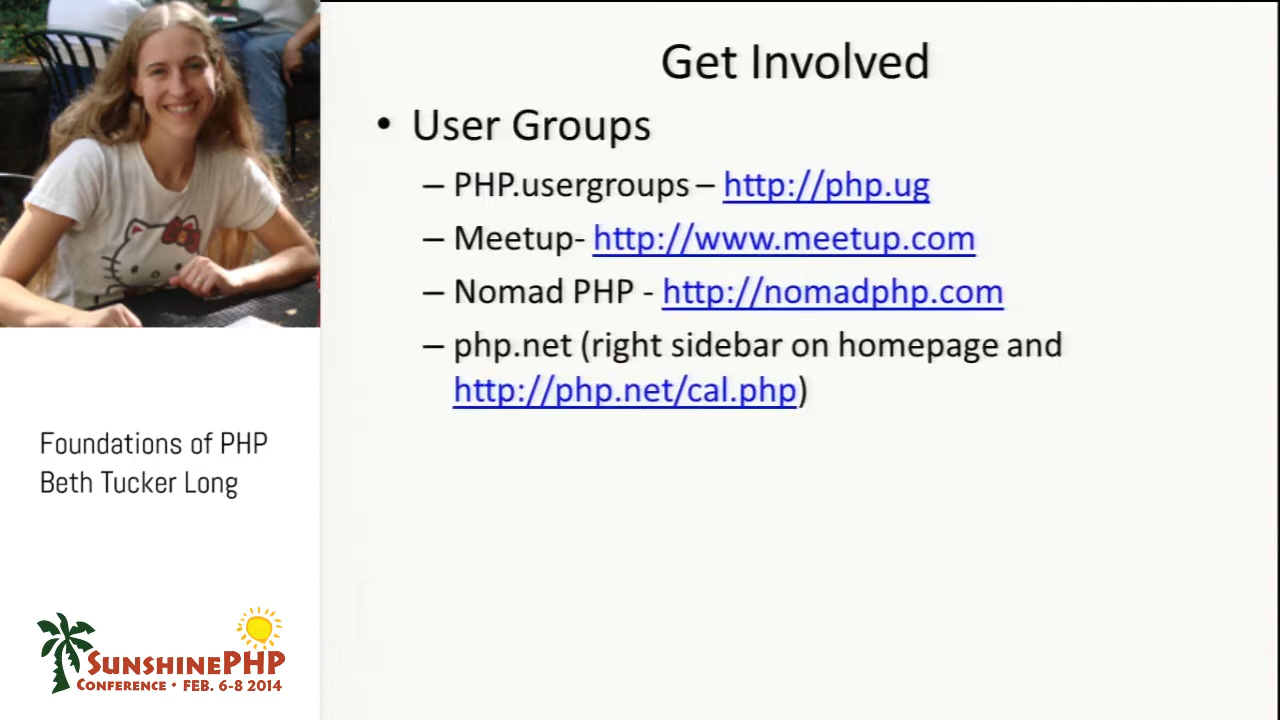 Get Involved
• User Groups
– PHP.usergroups – http://php.ug
– Meetup- http://www.meetup.com
– Nomad PHP - http://nomadphp.com
– php.net (right sidebar on homepage and
http://php.net/cal.php)
Foundations of PHP
Beth Tucker Long
SUNSHINEPHP
CONFERENCE • FEB. 6-8 2014